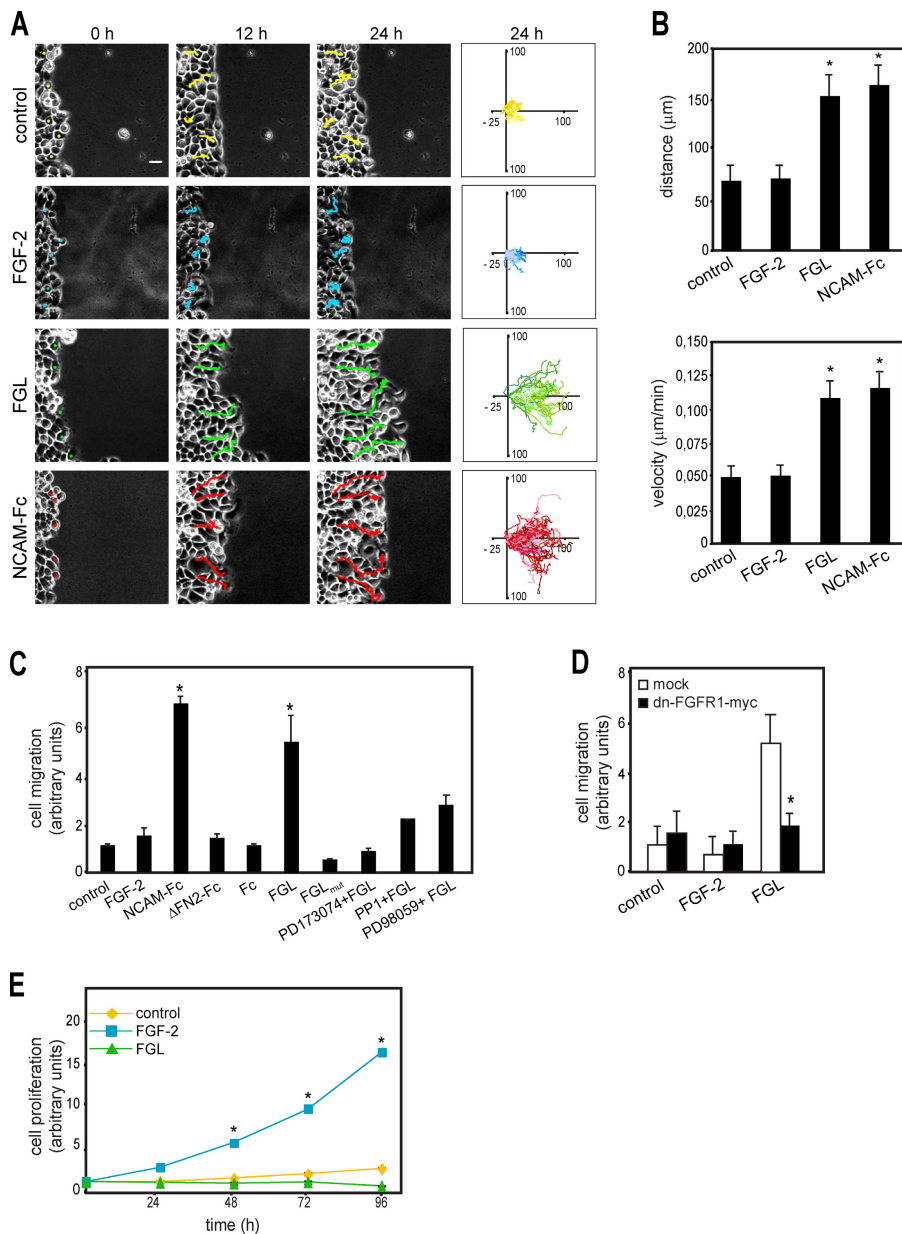 A
0 h
12 h
24 h
24 h
control
100
- 25
100
100
FGF-2
100
- 25
100
100
FGL
100
- 25
100
100
NCAM-Fc
100
- 25
100
100
B
distance (μm)
200
150
100
50
0
control
FGF-2
FGL
NCAM-Fc
*
*
velocity (μm/min)
0,150
0,125
0,100
0,075
0,050
0,025
0
control
FGF-2
FGL
NCAM-Fc
*
*
C
cell migration
(arbitrary units)
8
6
4
2
0
*
*
control
FGF-2
NCAM-Fc
ΔFN2-Fc
Fc
FGL
FGLmut
PD173074+FGL
PP1+FGL
PD98059+ FGL
D
cell migration
(arbitrary units)
8
6
4
2
0
mock
dn-FGFR1-myc
*
control
FGF-2
FGL
E
cell proliferation
(arbitrary units)
20
15
10
5
0
control
FGF-2
FGL
*
*
*
24
48
72
96
time (h)